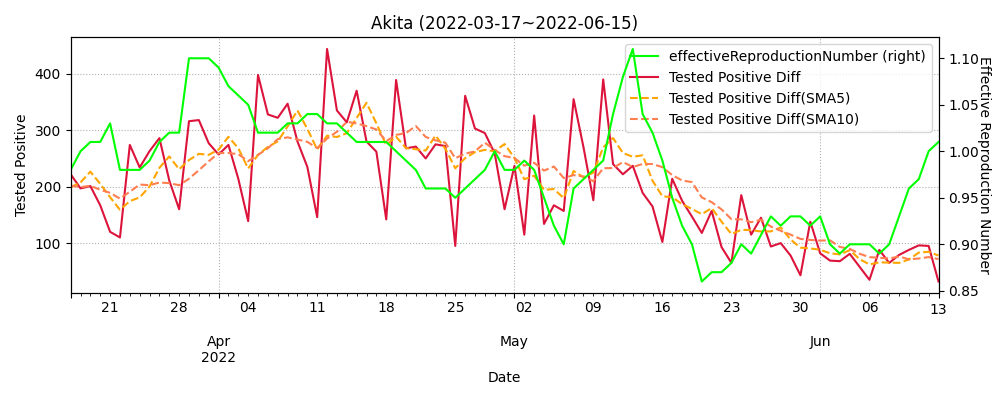 Akita (2022-03-17~2022-06-15)
effectiveReproductionNumber (right)
Tested Positive Diff
Tested Positive Diff(SMA5)
Tested Positive Diff(SMA10)
Tested Positive
400
300
200
100
Effective Reproduction Number
1.10
1.05
1.00
0.95
0.90
0.85
21 28 04 11 18 25 02 09 16 23 30 06 13
Apr May Jun
2022
Date